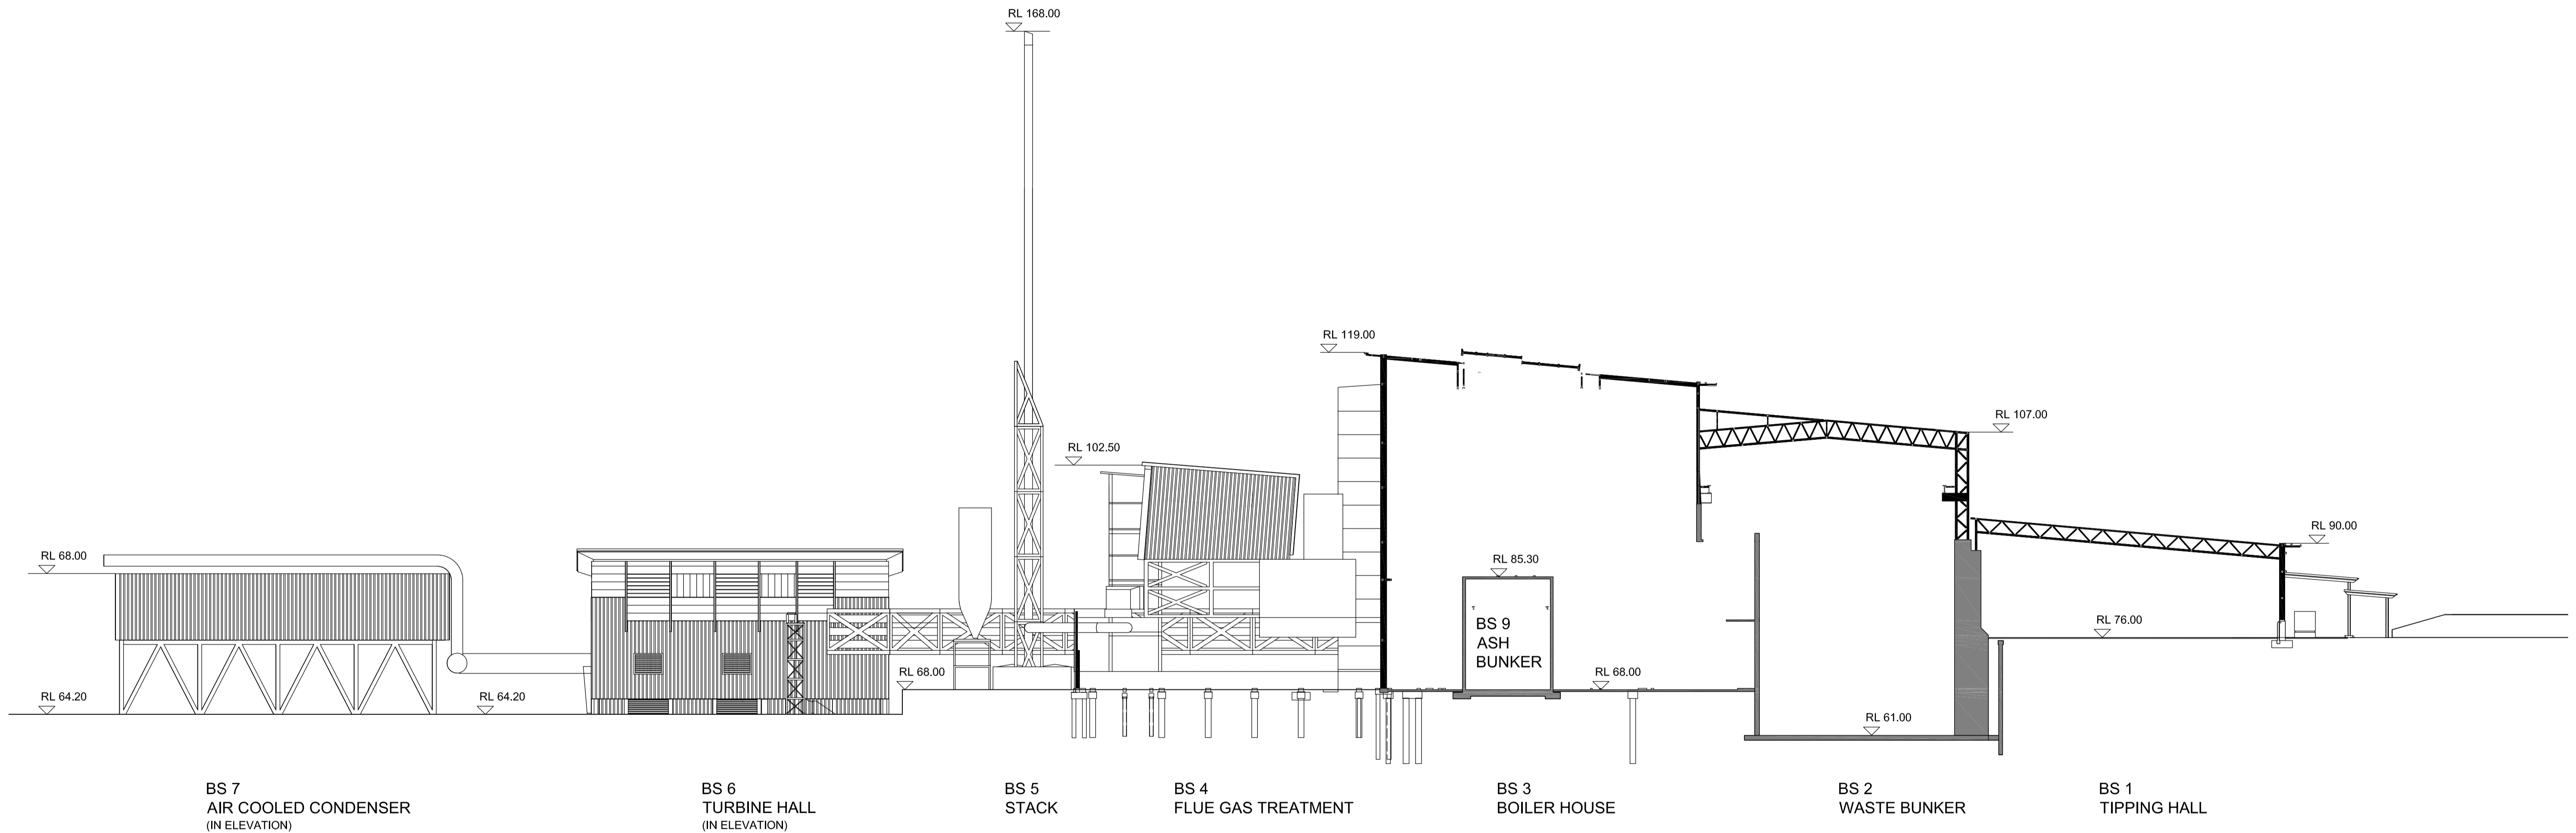 RL 168.00
RL 119.00
RL 107.00
RL 102.50
RL 90.00
RL 68.00
RL 85.30
BS 9
ASH
BUNKER
RL 76.00
RL 68.00
RL 68.00
RL 64.20
RL 64.20
RL 61.00
BS 7
AIR COOLED CONDENSER
(IN ELEVATION)
BS 6
TURBINE HALL
(IN ELEVATION)
BS 5
STACK
BS 4
FLUE GAS TREATMENT
BS 3
BOILER HOUSE
BS 2
WASTE BUNKER
BS 1
TIPPING HALL